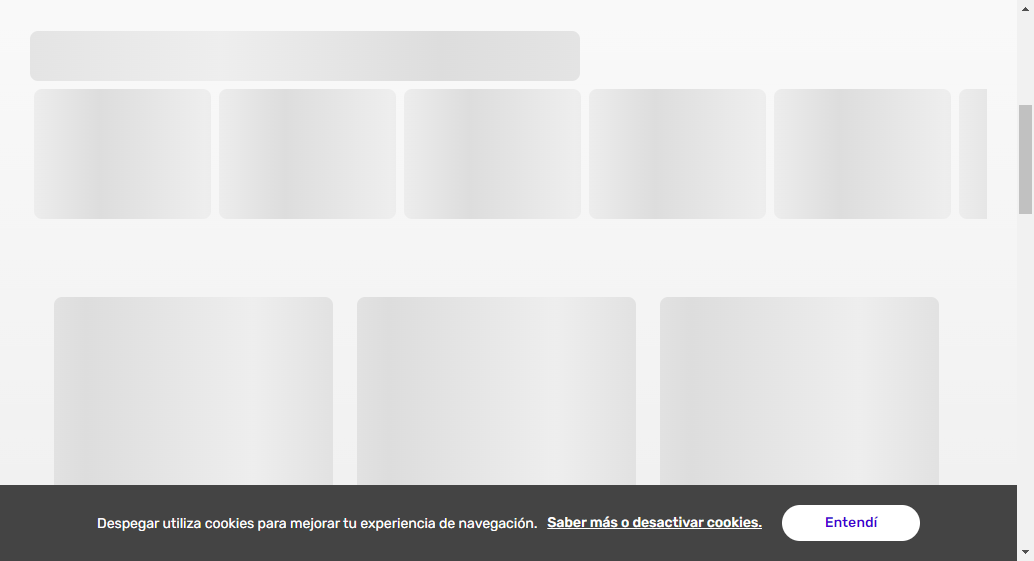 Despegar utiliza cookies para mejorar tu experiencia de navegación. Saber más o desactivar cookies. Entendí